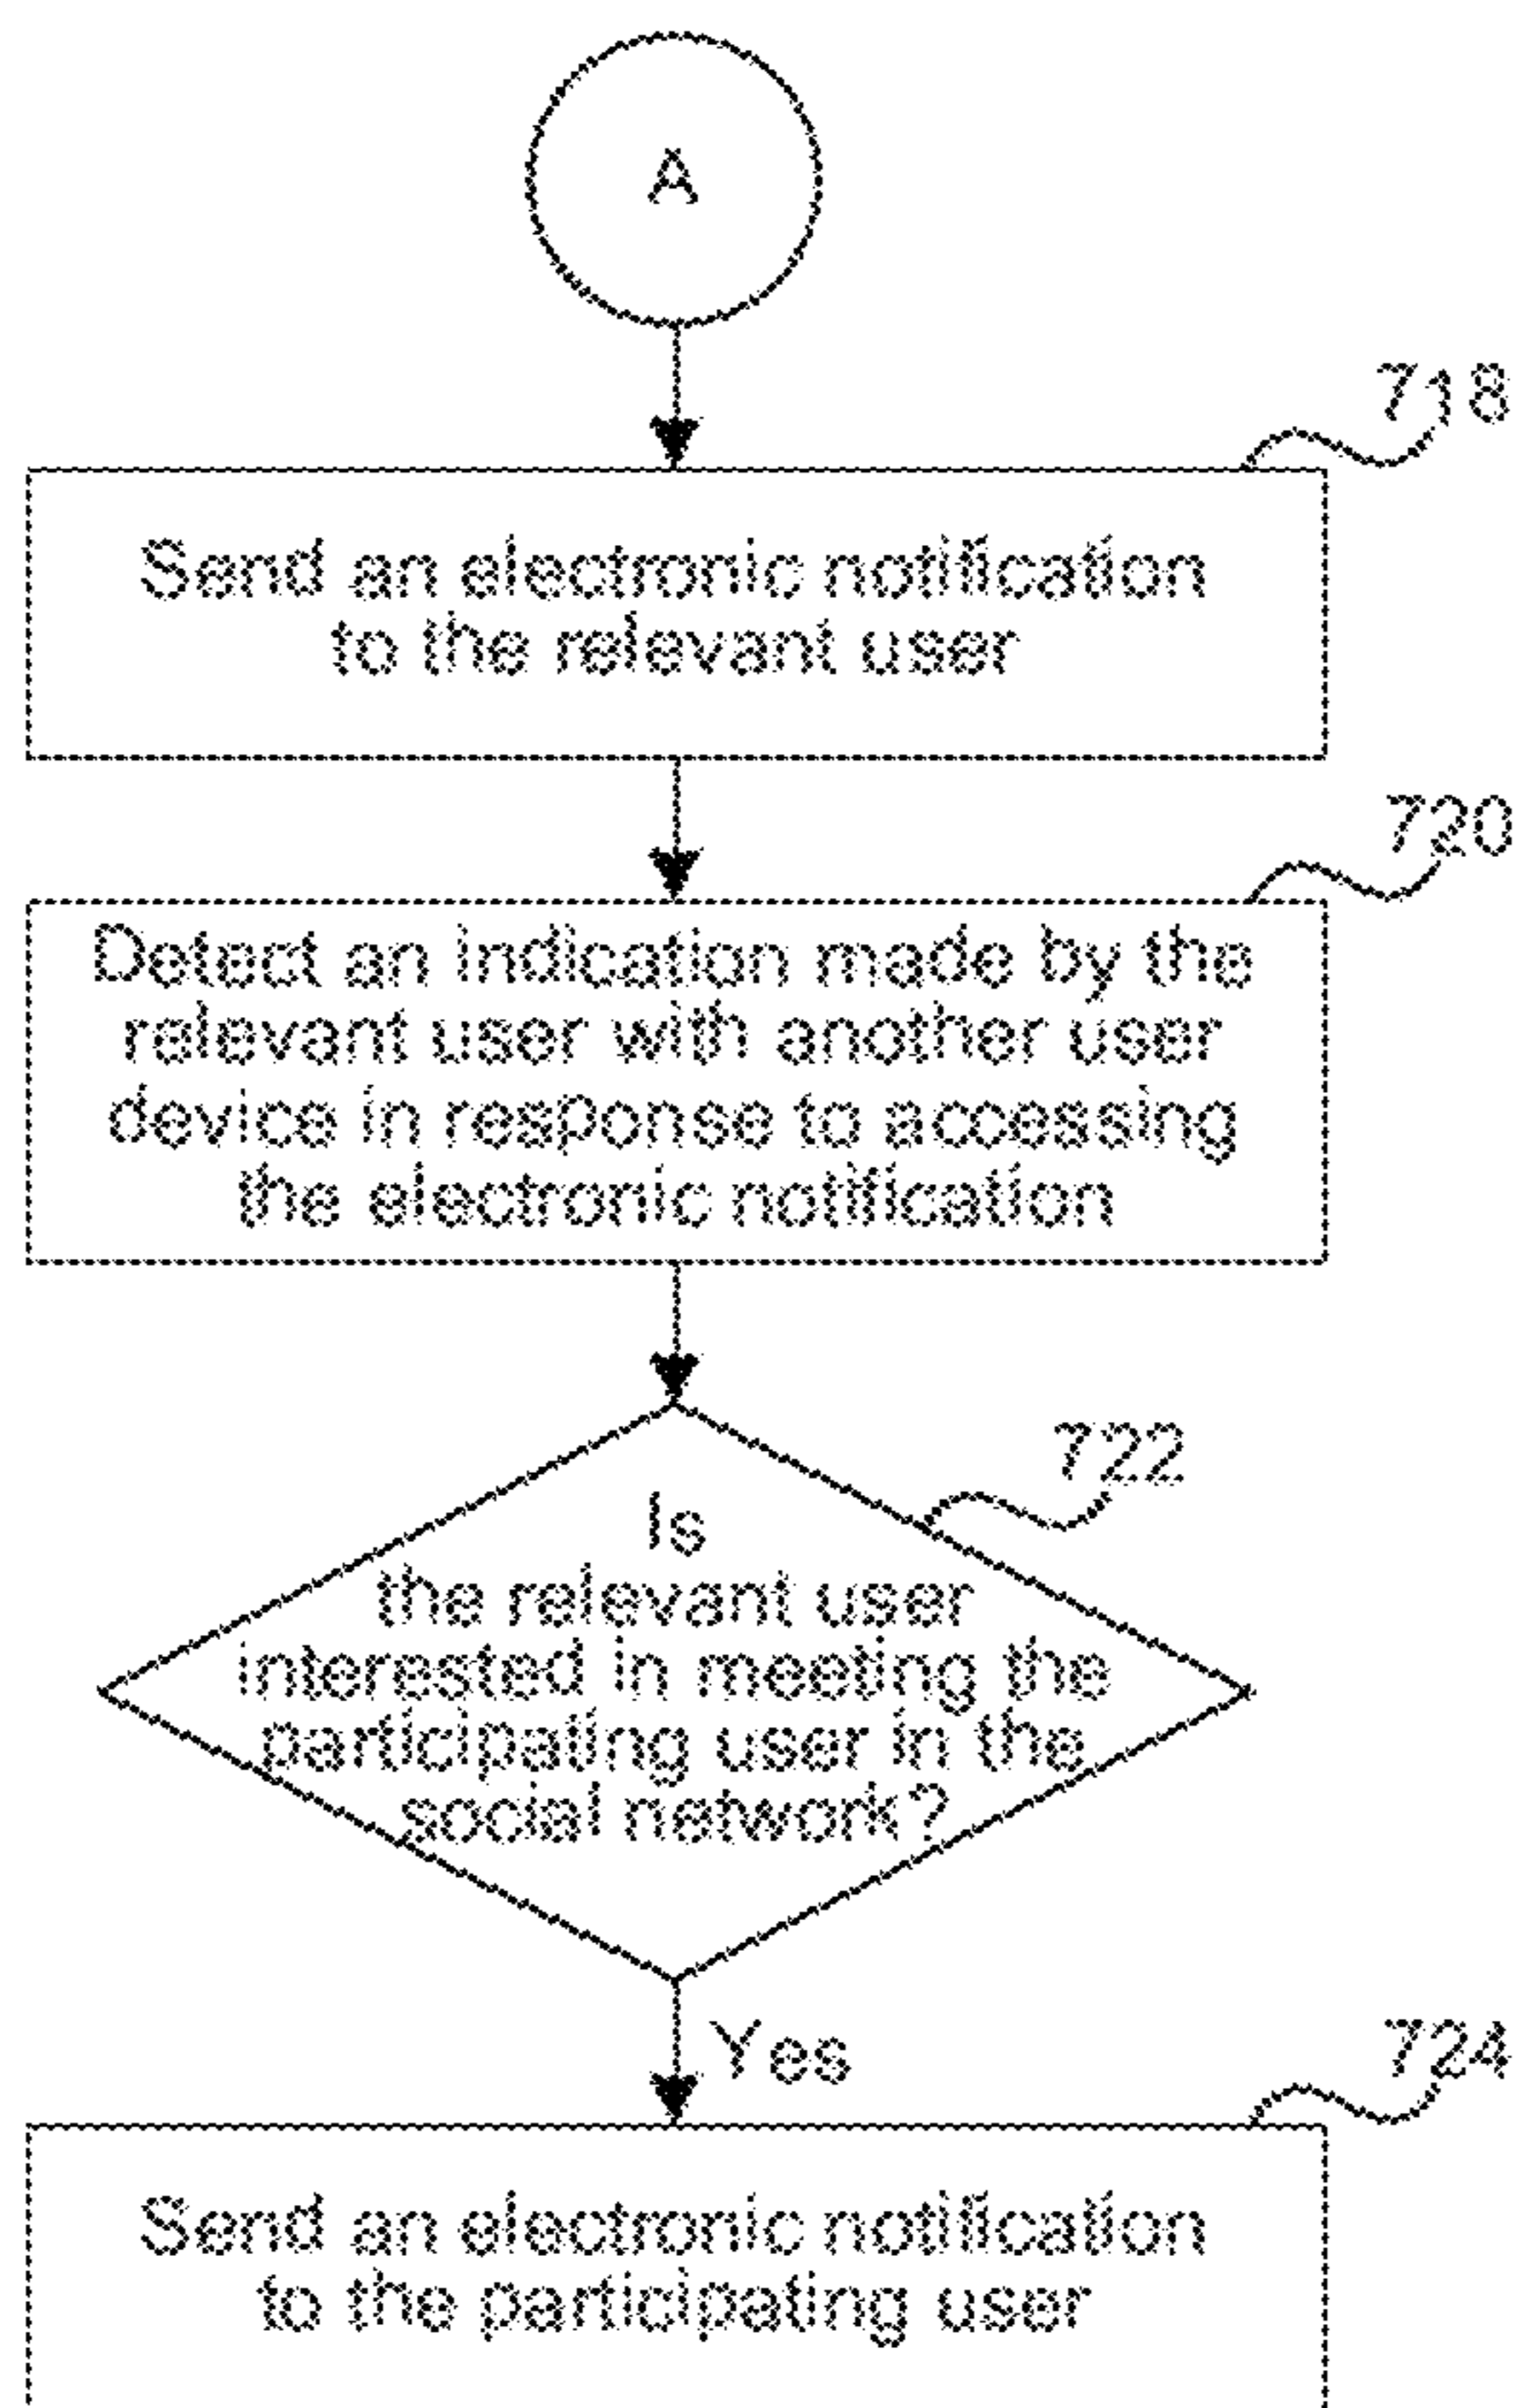 A
718
Send an electronic notification
to the relevant user
720
Detect an indication made by the
relevant user with another user
device in response to accessing
the electronic notification
722
Is
the relevant user
interested in meeting the
participating user in the
social network?
Yes
724
Send an electronic notification
to the participating user